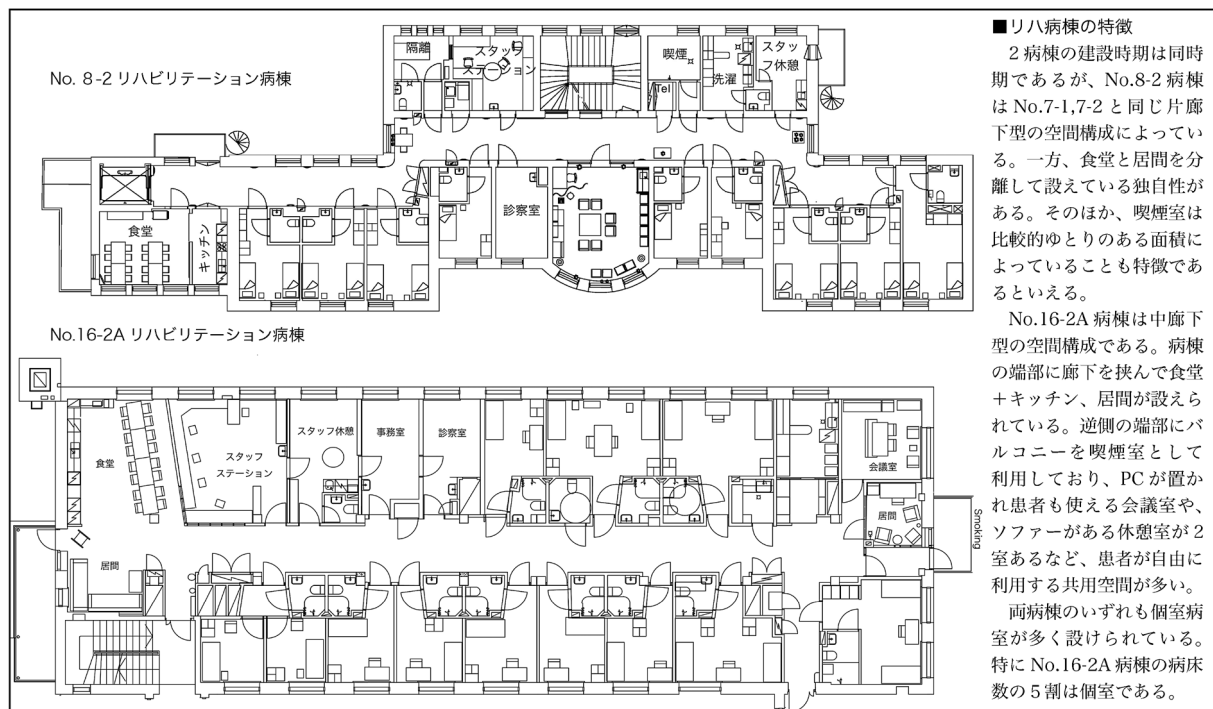 No. 8-2 リハビリテーション病棟
隔離
スタッフ
ステーション
喫煙
Tel
洗濯
スタッ
フ休憩
食堂
キッチン
診察室
No.16-2A リハビリテーション病棟
食堂
スタッフ
ステーション
スタッフ休憩
事務室
診察室
会議室
居間
Smoking
居間
■リハ病棟の特徴
2 病棟の建設時期は同時
期であるが、No.8-2 病棟
は No.7-1,7-2 と同じ片廊
下型の空間構成によってい
る。一方、食堂と居間を分
離して設えている独自性が
ある。そのほか、喫煙室は
比較的ゆとりのある面積に
よっていることも特徴であ
るといえる。
No.16-2A 病棟は中廊下
型の空間構成である。病棟
の端部に廊下を挟んで食堂
＋キッチン、居間が設えら
れている。逆側の端部にバ
ルコニーを喫煙室として
利用しており、PC が置か
れ患者も使える会議室や、
ソファーがある休憩室が 2
室あるなど、患者が自由に
利用する共用空間が多い。
両病棟のいずれも個室病
室が多く設けられている。
特に No.16-2A 病棟の病床
数の 5 割は個室である。